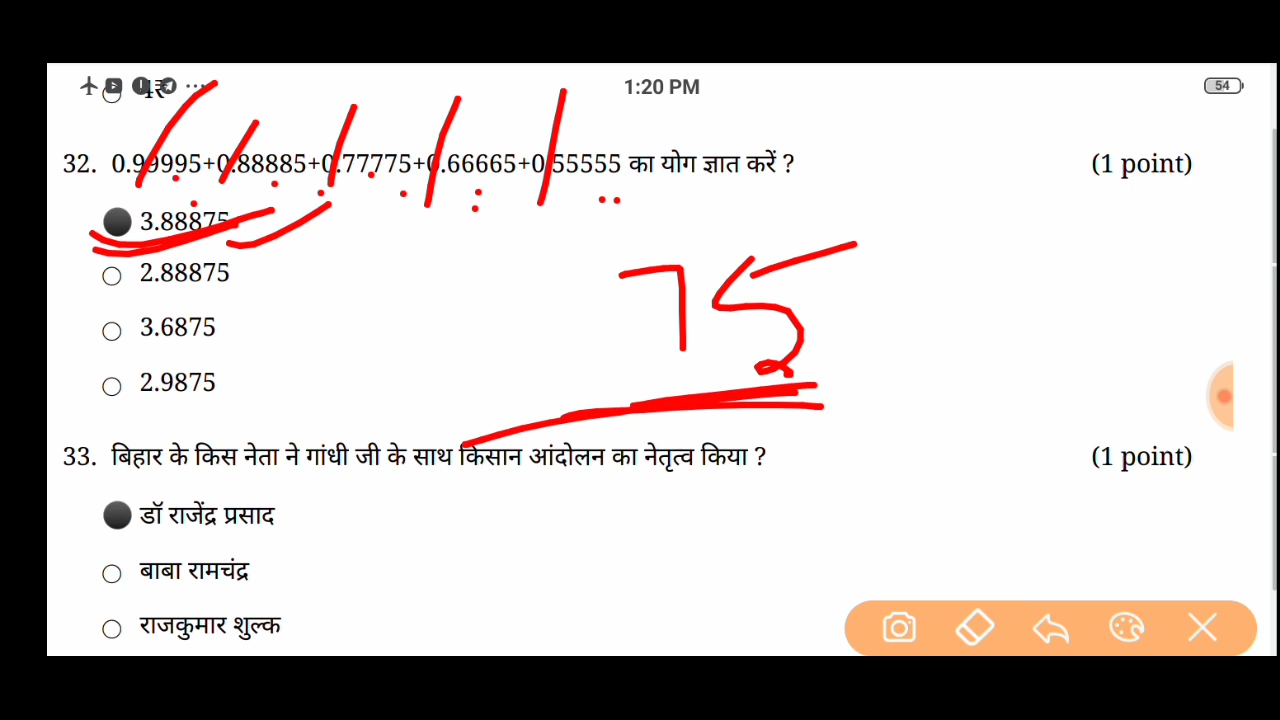 1:20 PM
54
32. 0.99995+0.88885+0.77775+0.66665+0.55555 का योग ज्ञात करें ? (1 point)
3.88875
2.88875
3.6875
2.9875
75
33. बिहार के किस नेता ने गांधी जी के साथ किसान आंदोलन का नेतृत्व किया ? (1 point)
डॉ राजेंद्र प्रसाद
बाबा रामचंद्र
राजकुमार शुल्क